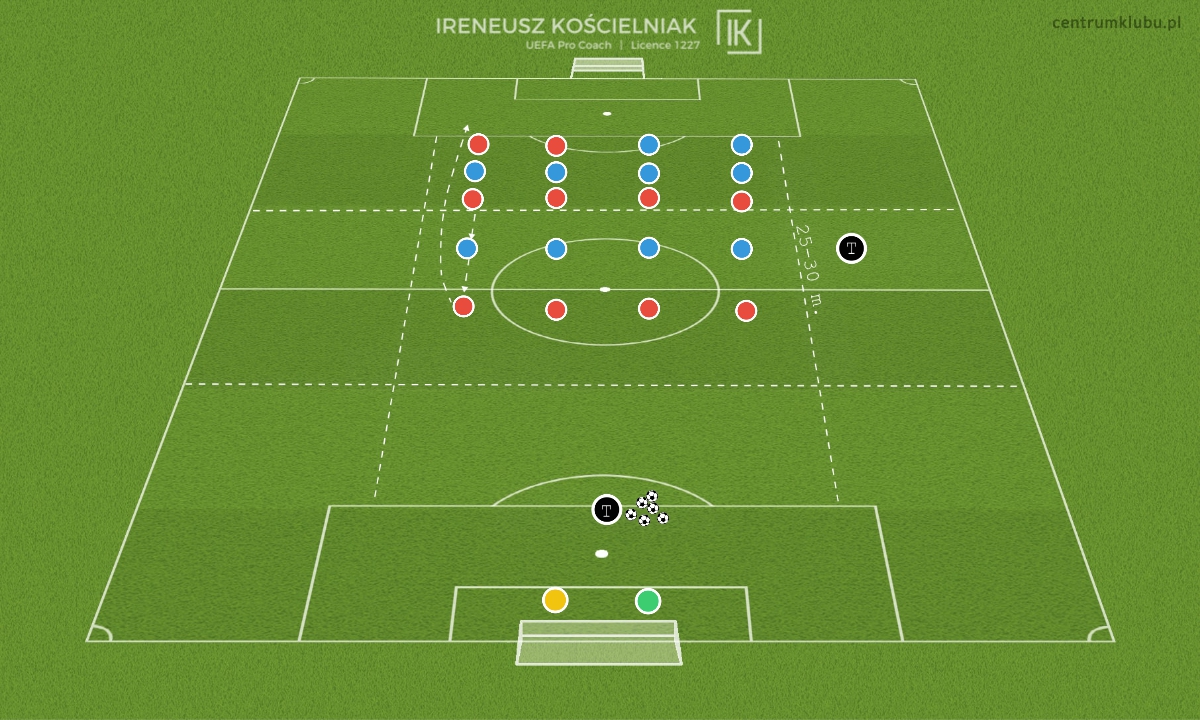 IRENEUSZ KOŚCIELNIAK
UEFA Pro Coach | Licence 1227
IK
centrumklubu.pl
T
25-30 m.
T